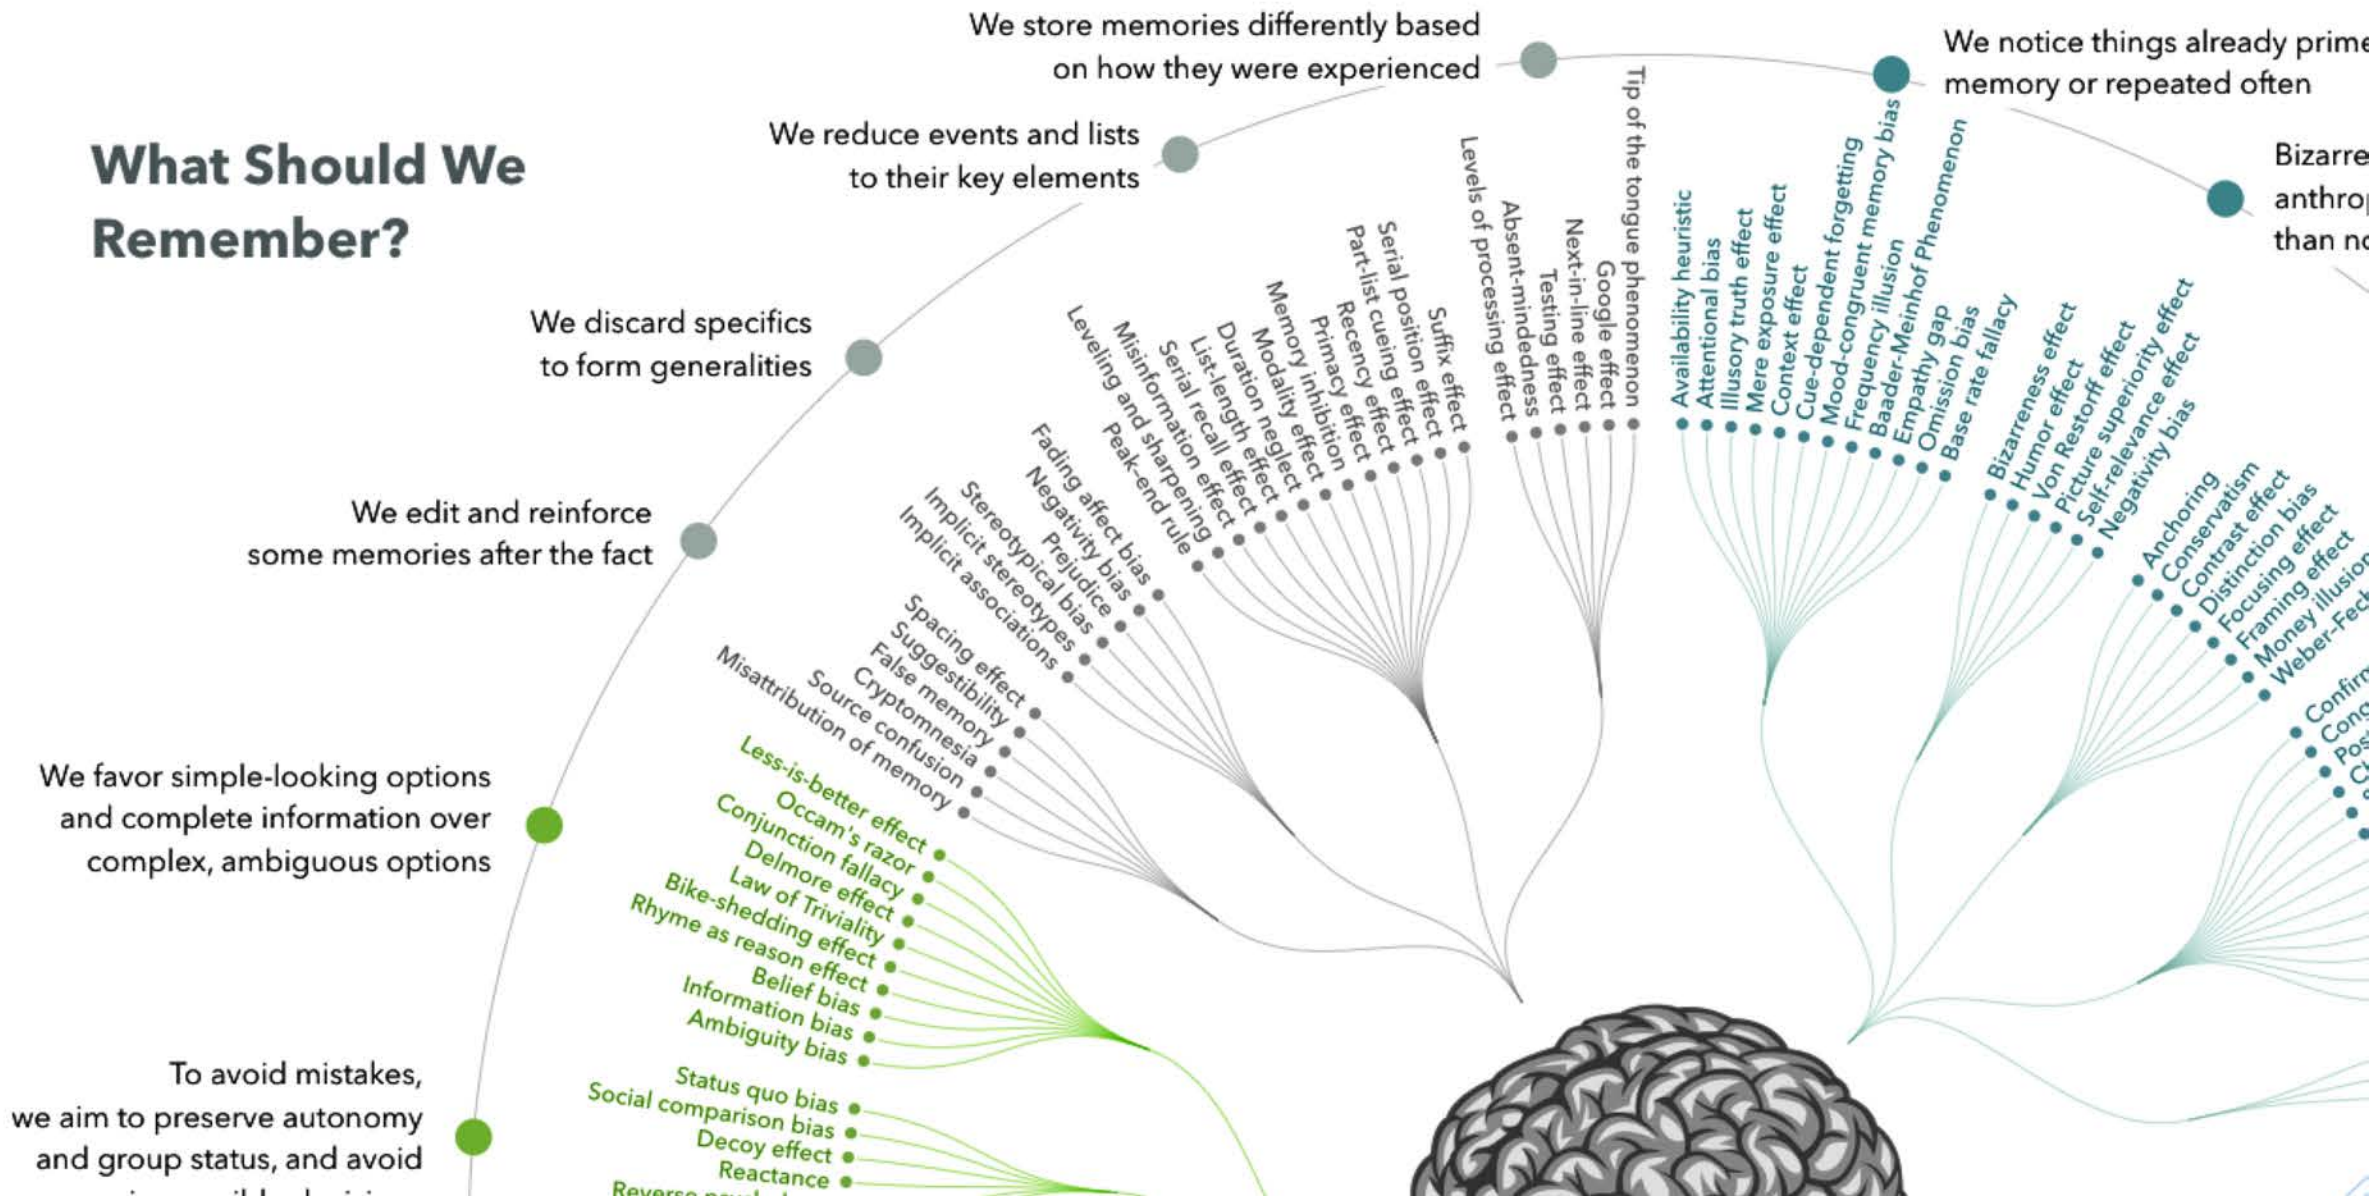 What Should We
Remember?
We store memories differently based
on how they were experienced
We reduce events and lists
to their key elements
We discard specifics
to form generalities
We edit and reinforce
some memories after the fact
We favor simple-looking options
and complete information over
complex, ambiguous options
To avoid mistakes,
we aim to preserve autonomy
and group status, and avoid
We notice things already
memory or repeated often
Bizarre
than
Tip of the tongue phenomenon
Google effect
Next-in-line effect
Testing effect
Absent-mindedness
Levels of processing effect
Suffix effect
Serial position effect
Part-list cueing effect
Recency effect
Primacy effect
Memory inhibition
Modality effect
Duration neglect
List-length effect
Serial recall effect
Misinformation effect
Leveling and sharpening
Peak-end rule
Fading affect bias
Negativity bias
Prejudice
Stereotypical bias
Implicit stereotypes
Implicit associations
Spacing effect
Suggestibility
False memory
Cryptomnesia
Source confusion
Misattribution of memory
Less-is-better effect
Occam's razor
Conjunction fallacy
Delmore effect
Law of Triviality
Bike-shedding effect
Rhyme as reason effect
Belief bias
Information bias
Ambiguity bias
Status quo bias
Social comparison bias
Decoy effect
Reactance
Reverse
Availability heuristic
Attentional bias
Illusory truth effect
Mere exposure effect
Context effect
Cue-dependent forgetting
Mood-congruent memory bias
Frequency illusion
Baader-Meinhof Phenomenon
Empathy gap
Omission bias
Base rate fallacy
Bizarreness effect
Humor effect
Von Restorff effect
Picture superiority effect
Self-relevance effect
Negativity bias
Anchoring
Conservatism
Contrast effect
Distinction bias
Focusing effect
Framing effect
Money illusion